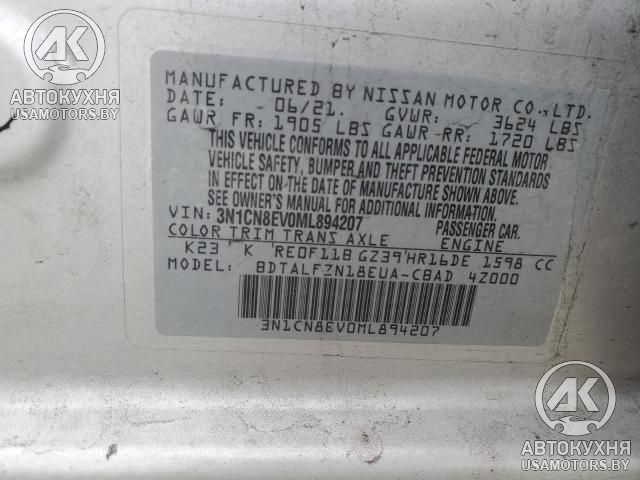 АК
АВТОКУХНЯ
USAMOTORS.BY
MANUFACTURED BY NISSAN MOTOR CO.,LTD.
DATE: 06/21. GVWR: 3624 LBS
GAWR FR: 1905 LBS GAWR-RR: 1720 LBS
THIS VEHICLE CONFORMS TO ALL APPLICABLE FEDERAL MOTOR
VEHICLE SAFETY, BUMPER AND THEFT PREVENTION STANDARDS
IN EFFECT ON THE DATE OF MANUFACTURE SHOWN ABOVE.
SEE OWNER'S MANUAL FOR ADDITIONAL INFORMATION
VIN: 3N1CN8EV0ML894207 PASSENGER CAR.
COLOR TRIM TRANS AXLE ENGINE
K23 K RE0F11B GZ39 HR16DE 1598 CC
BDTALFZN18EUA-CBAD 4Z000
3N1CN8EV0ML894207
АК
АВТОКУХНЯ
USAMOTORS.BY